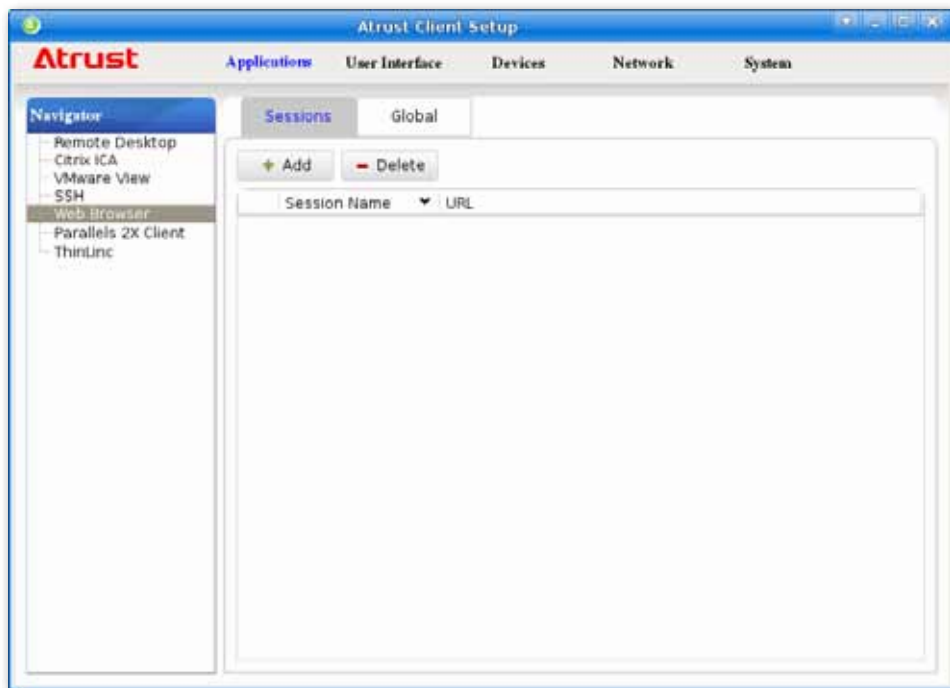 Atrust Client Setup
Atrust
Applications User Interface Devices Network System
Navigator
Remote Desktop
Citrix ICA
VMware View
SSH
Web Browser
Parallels 2X Client
ThinLinc
Sessions Global
+ Add - Delete
Session Name URL